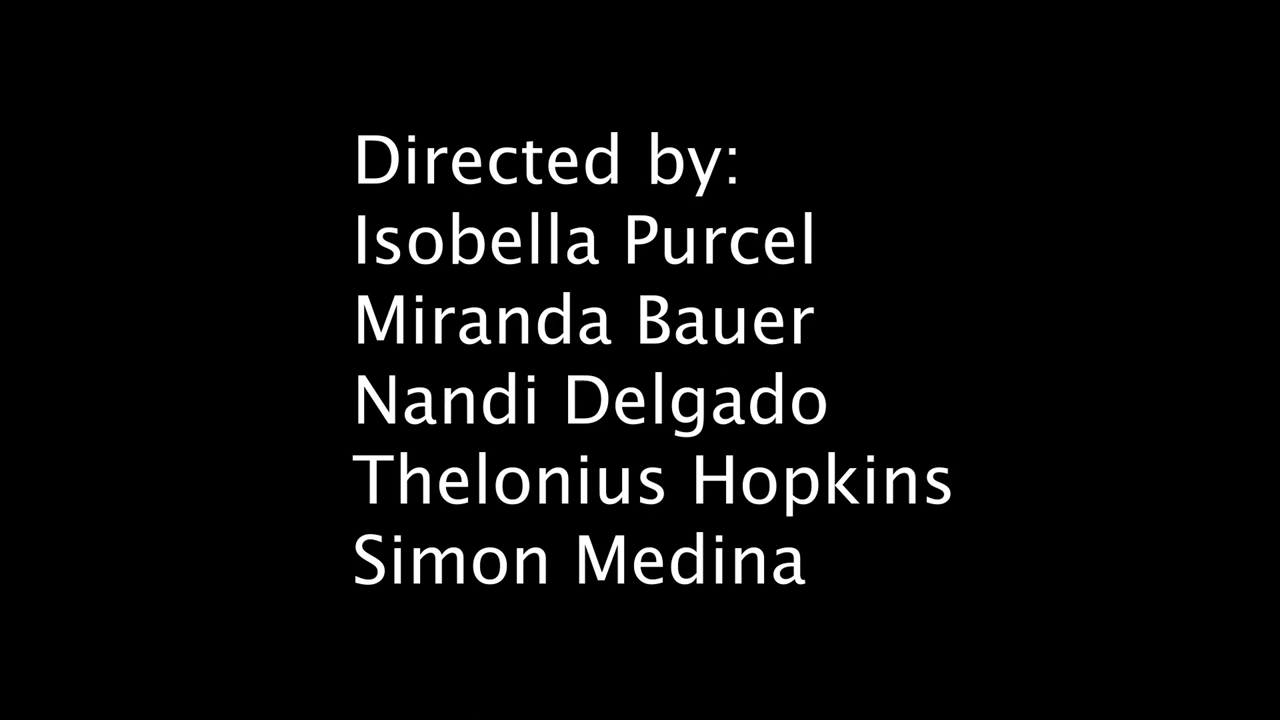 Directed by:
Isobella Purcel
Miranda Bauer
Nandi Delgado
Thelonius Hopkins
Simon Medina